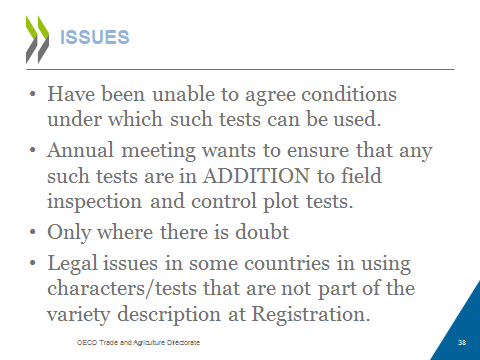 ISSUES
• Have been unable to agree conditions
under which such tests can be used.
• Annual meeting wants to ensure that any
such tests are in ADDITION to field
inspection and control plot tests.
• Only where there is doubt
• Legal issues in some countries in using
characters/tests that are not part of the
variety description at Registration.
OECD Trade and Agriculture Directorate
38